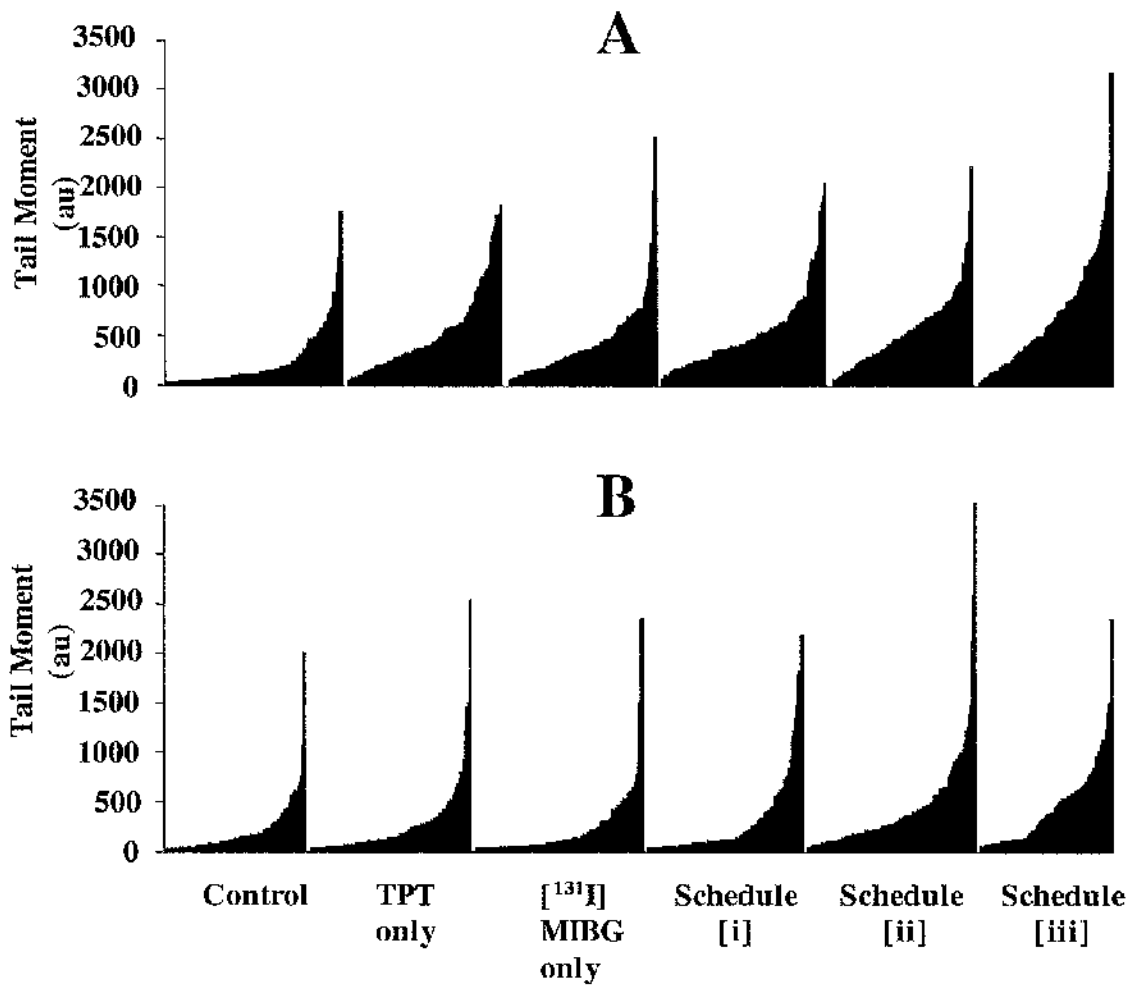 A
3500
3000
2500
2000
1500
1000
500
0
Tail Moment
(au)
B
3500
3000
2500
2000
1500
1000
500
0
Tail Moment
(au)
Control
TPT
only
[¹³¹I]
MIBG
only
Schedule
[i]
Schedule
[ii]
Schedule
[iii]